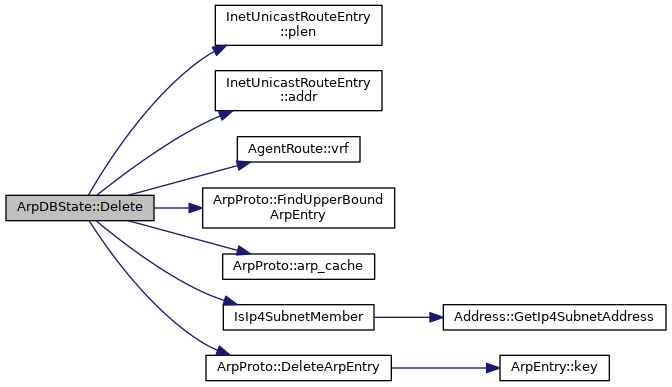 InetUnicastRouteEntry
::plen
InetUnicastRouteEntry
::addr
AgentRoute::vrf
ArpDBState::Delete
ArpProto::FindUpperBound
ArpEntry
ArpProto::arp_cache
IsIp4SubnetMember
Address::GetIp4SubnetAddress
ArpProto::DeleteArpEntry
ArpEntry::key